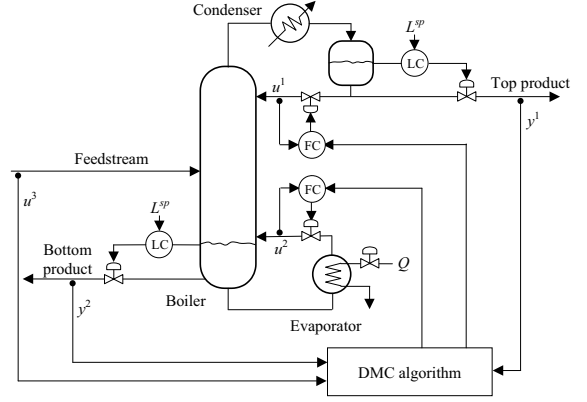 Condenser
L^sp
LC
u^1
Top product
y^1
FC
Feedstream
u^3
FC
L^sp
LC
u^2
Bottom
product
Q
Boiler
y^2
Evaporator
DMC algorithm